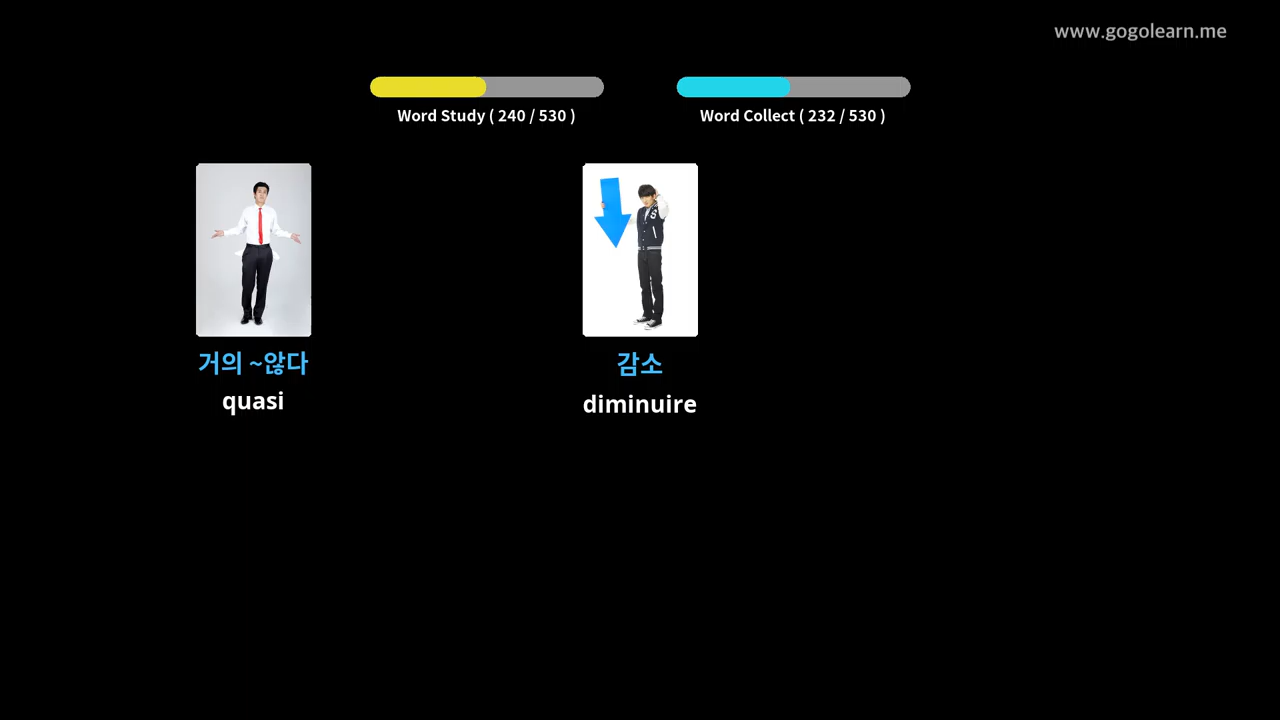 www.gogolearn.me
Word Study ( 240 / 530 )
Word Collect ( 232 / 530 )
거의 ~않다
quasi
감소
diminuire